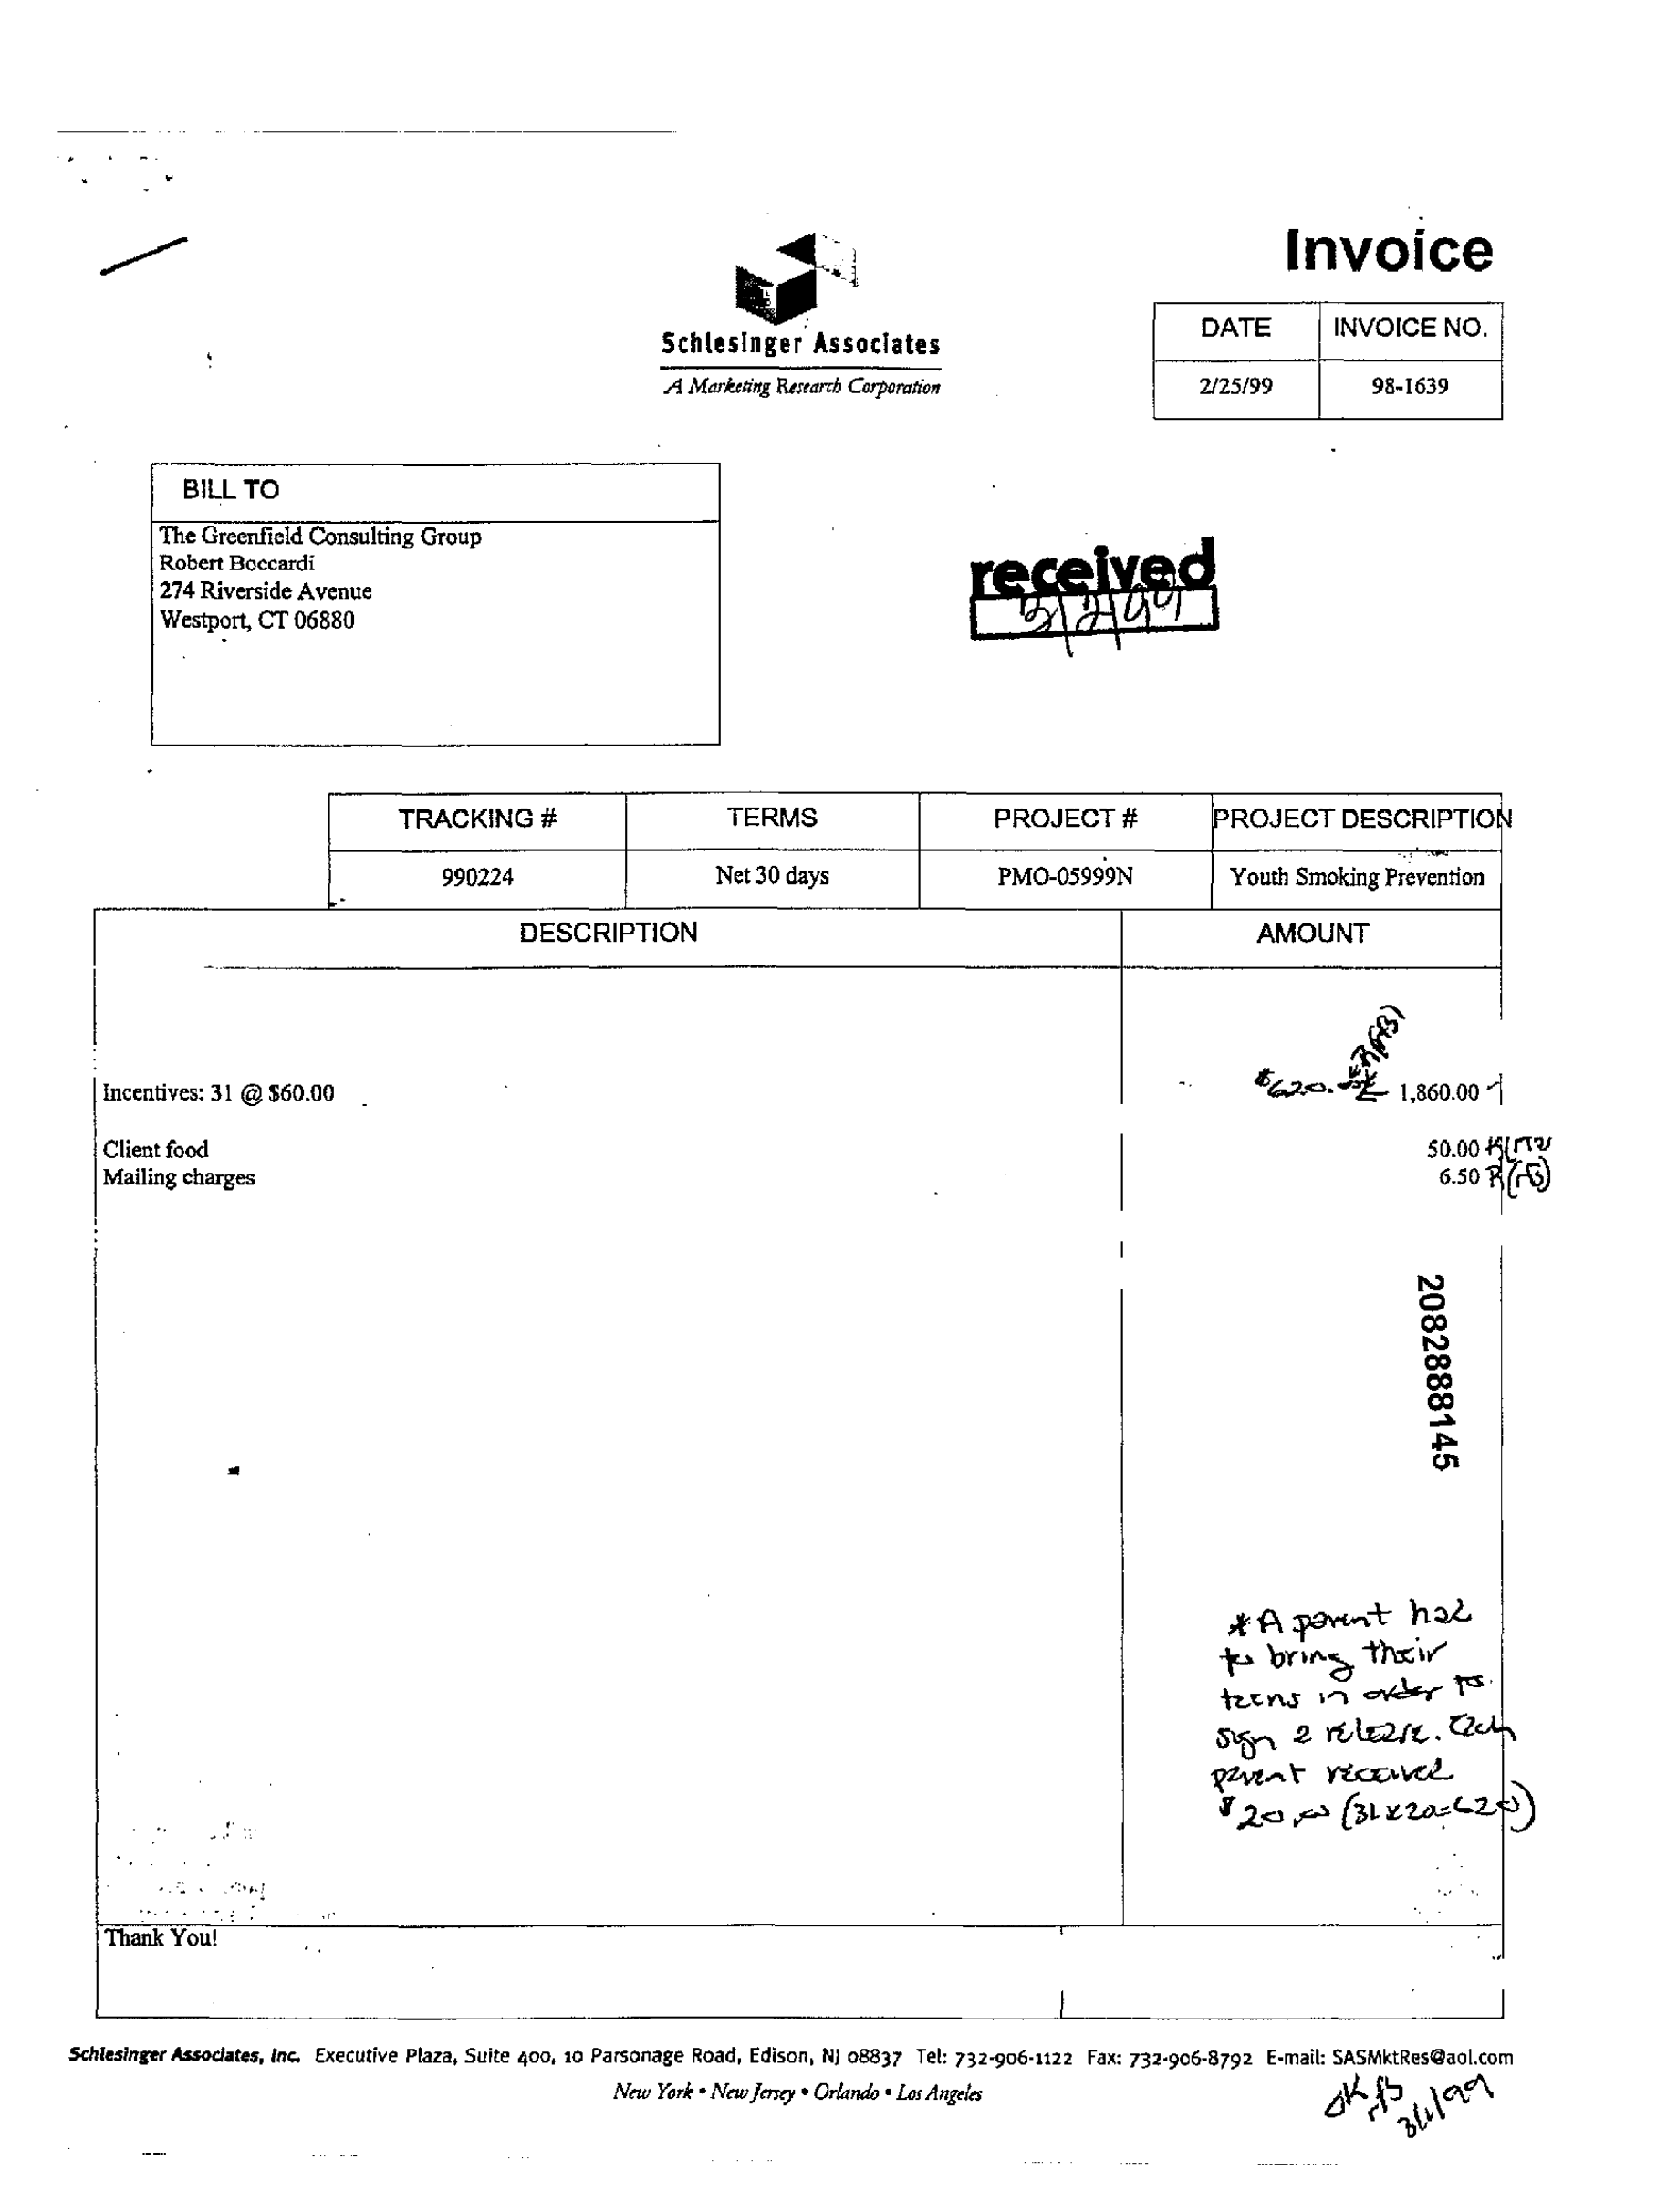 Invoice
Schlesinger Associates
A Marketing Research Corporation
DATE INVOICE NO.
2/25/99 98-1639
BILL TO
The Greenfield Consulting Group
Robert Boccardi
274 Riverside Avenue
Westport, CT 06880
received
3/2/99
TRACKING # TERMS PROJECT # PROJECT DESCRIPTION
990224 Net 30 days PMO-05999N Youth Smoking Prevention
DESCRIPTION AMOUNT
Incentives: 31 @ $60.00 $620. 1,860.00
Client food 50.00
Mailing charges 6.50
2082888145
* A parent had
to bring their
teens in order to
sign a release. Each
parent received
$20.00 (31x20=620)
Thank You!
Schlesinger Associates, Inc. Executive Plaza, Suite 400, 10 Parsonage Road, Edison, NJ 08837 Tel: 732-906-1122 Fax: 732-906-8792 E-mail: SASMktRes@aol.com
New York • New Jersey • Orlando • Los Angeles
OK